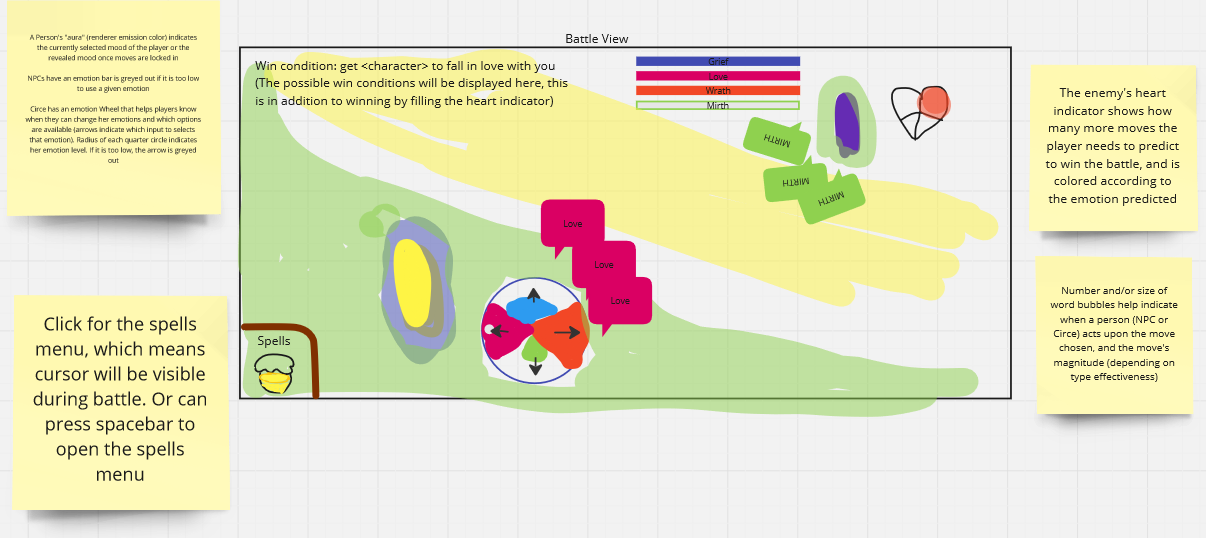 A Person's "aura" (renderer emission color) indicates
the currently selected mood of the player or the
revealed mood once moves are locked in
NPCs have an emotion bar is greyed out if it is too low
to use a given emotion
Circe has an emotion Wheel that helps players know
when they can change her emotions and which options
are available (arrows indicate which input to selects
that emotion). Radius of each quarter circle indicates
her emotion level. If it is too low, the arrow is greyed
out
Click for the spells
menu, which means
cursor will be visible
during battle. Or can
press spacebar to
open the spells
menu
Battle View
Win condition: get <character> to fall in love with you
(The possible win conditions will be displayed here, this
is in addition to winning by filling the heart indicator)
Grief
Love
Wrath
Mirth
MIRTH
MIRTH
MIRTH
Love
Love
Love
Spells
The enemy's heart
indicator shows how
many more moves the
player needs to predict
to win the battle, and is
colored according to
the emotion predicted
Number and/or size of
word bubbles help indicate
when a person (NPC or
Circe) acts upon the move
chosen, and the move's
magnitude (depending on
type effectiveness)